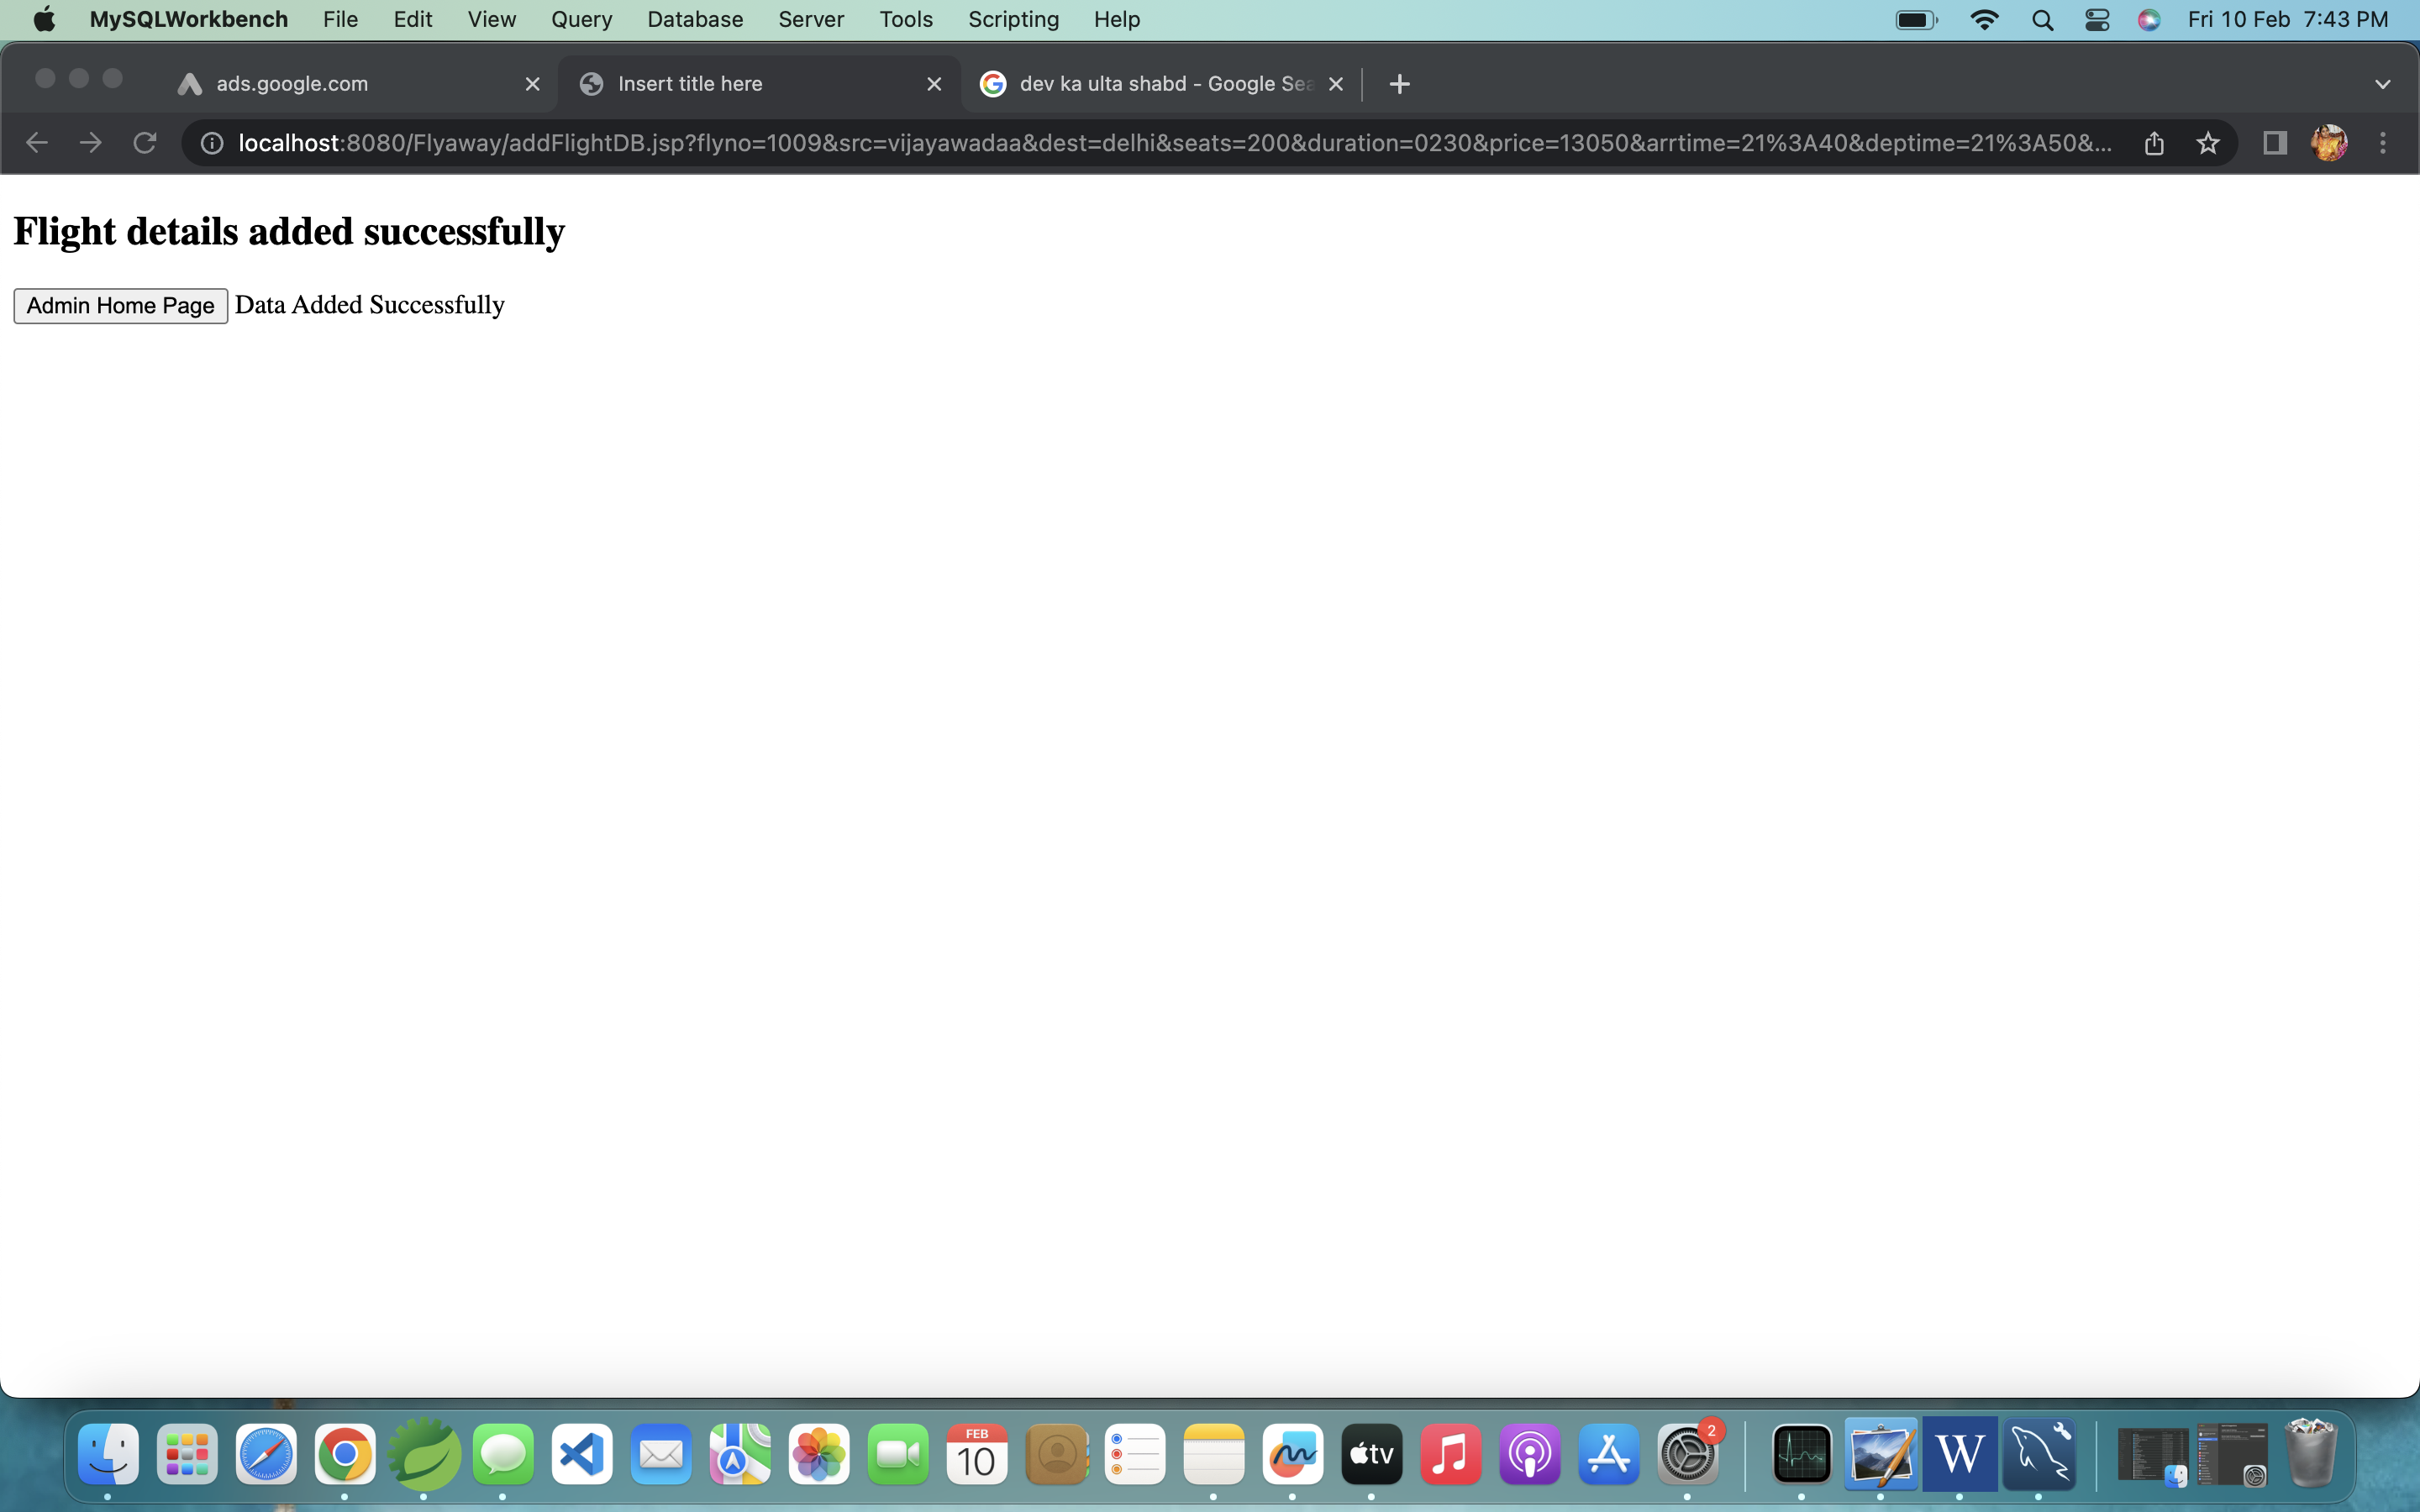 MySQLWorkbench File Edit View Query Database Server Tools Scripting Help Fri 10 Feb 7:43 PM
ads.google.com Insert title here dev ka ulta shabd - Google Sea
localhost:8080/Flyaway/addFlightDB.jsp?flyno=1009&src=vijayawadaa&dest=delhi&seats=200&duration=0230&price=13050&arrtime=21%3A40&deptime=21%3A50&...
Flight details added successfully
Admin Home Page Data Added Successfully
FEB
10
tv
2
W